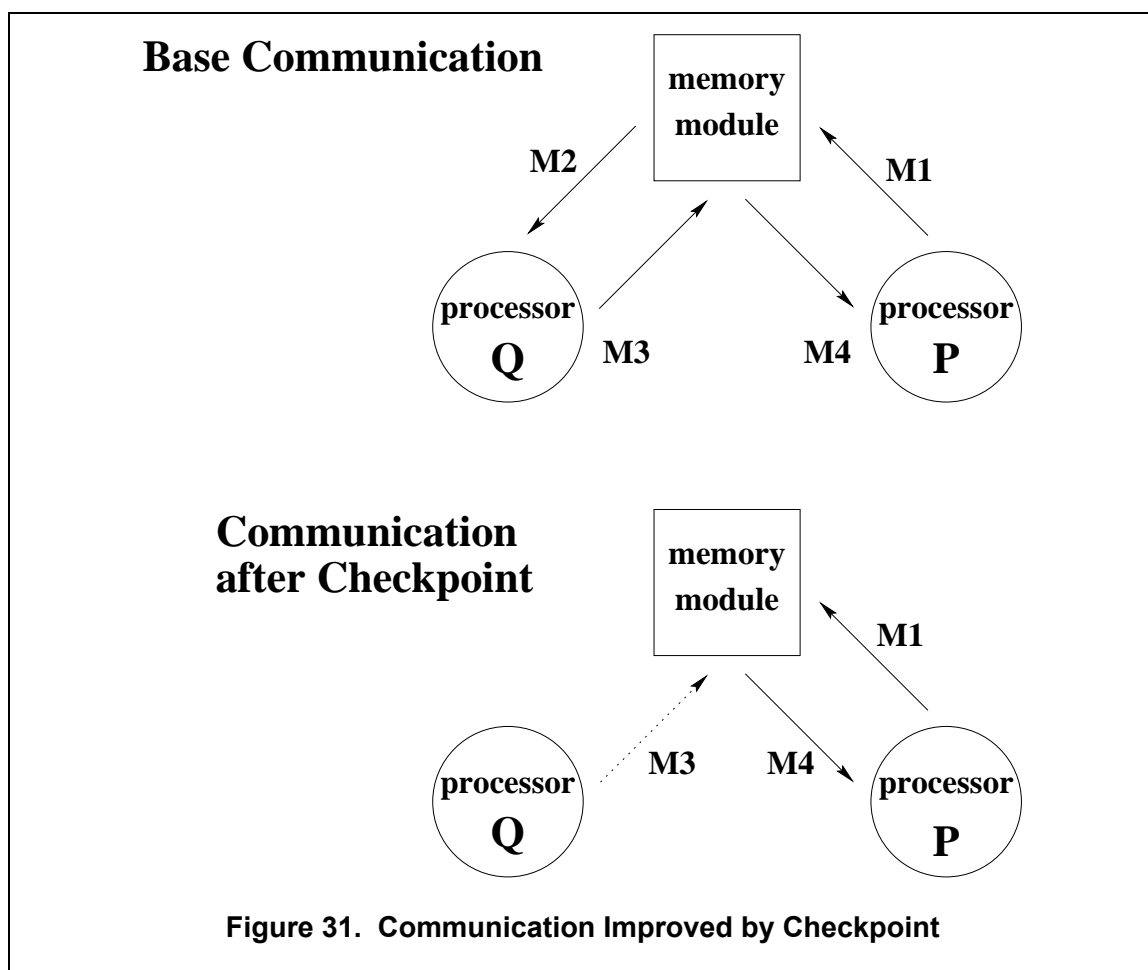 Base Communication
memory
module
M2
M1
processor
Q
M3
M4
processor
P
Communication
after Checkpoint
memory
module
M1
processor
Q
M3
M4
processor
P
Figure 31. Communication Improved by Checkpoint